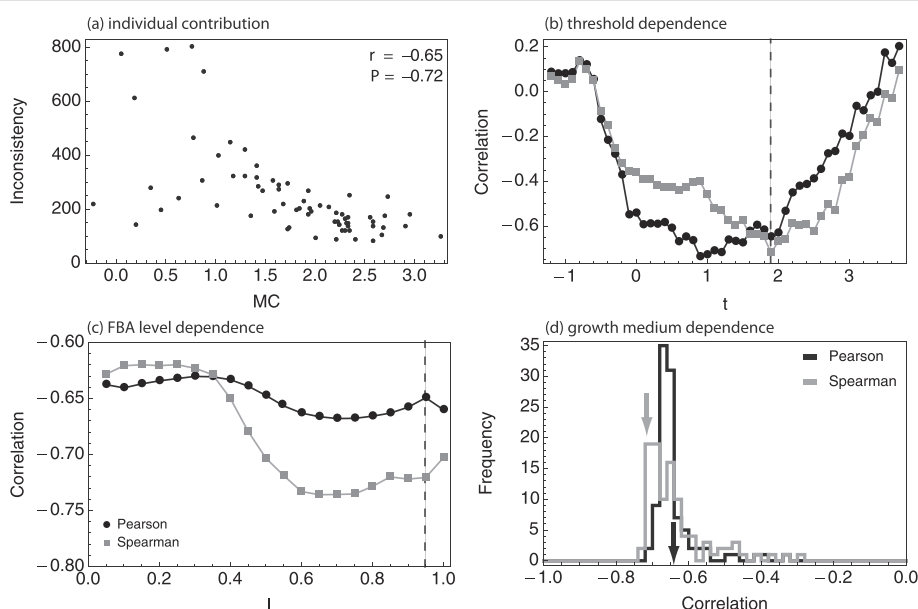 (a) individual contribution
800
600
400
200
0
Inconsistency
r = −0.65
P = −0.72
0.0 0.5 1.0 1.5 2.0 2.5 3.0
MC
(b) threshold dependence
0.2
0.0
−0.2
−0.4
−0.6
Correlation
−1 0 1 2 3
t
(c) FBA level dependence
−0.60
−0.65
−0.70
−0.75
−0.80
Correlation
Pearson
Spearman
0.0 0.2 0.4 0.6 0.8 1.0
l
(d) growth medium dependence
35
30
25
20
15
10
5
0
Frequency
Pearson
Spearman
−1.0 −0.8 −0.6 −0.4 −0.2 0.0
Correlation